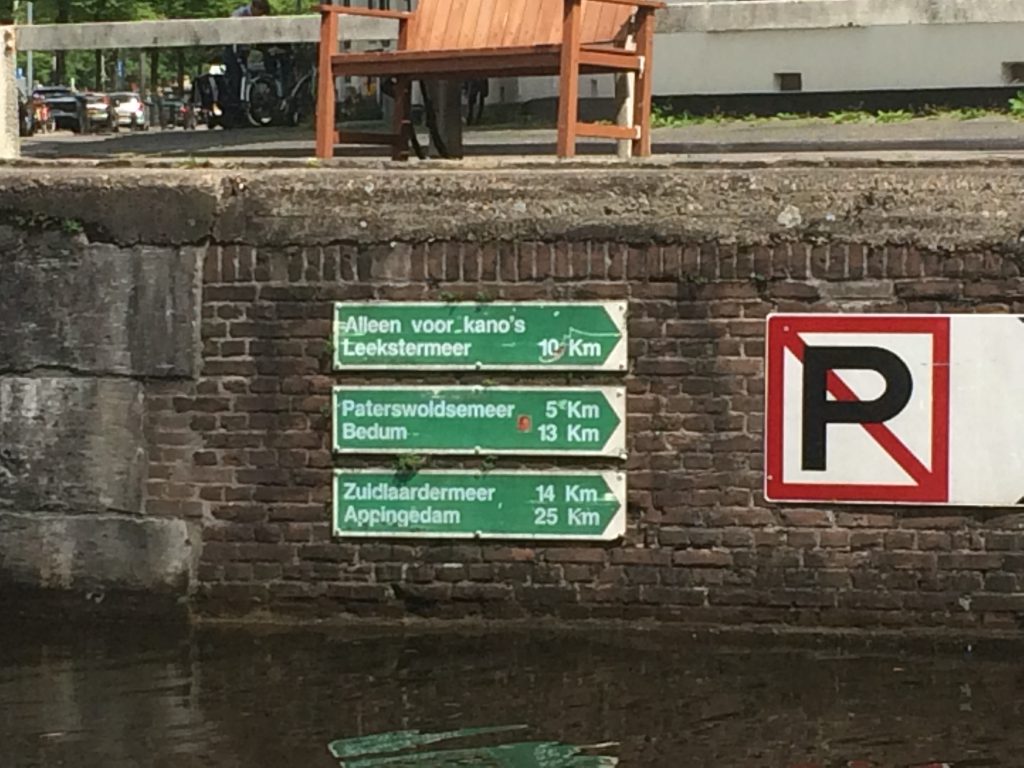 Alleen voor kano's
Leekstermeer 10 Km
Paterswoldsemeer 5 Km
Bedum 13 Km
Zuidlaardermeer 14 Km
Appingedam 25 Km
P